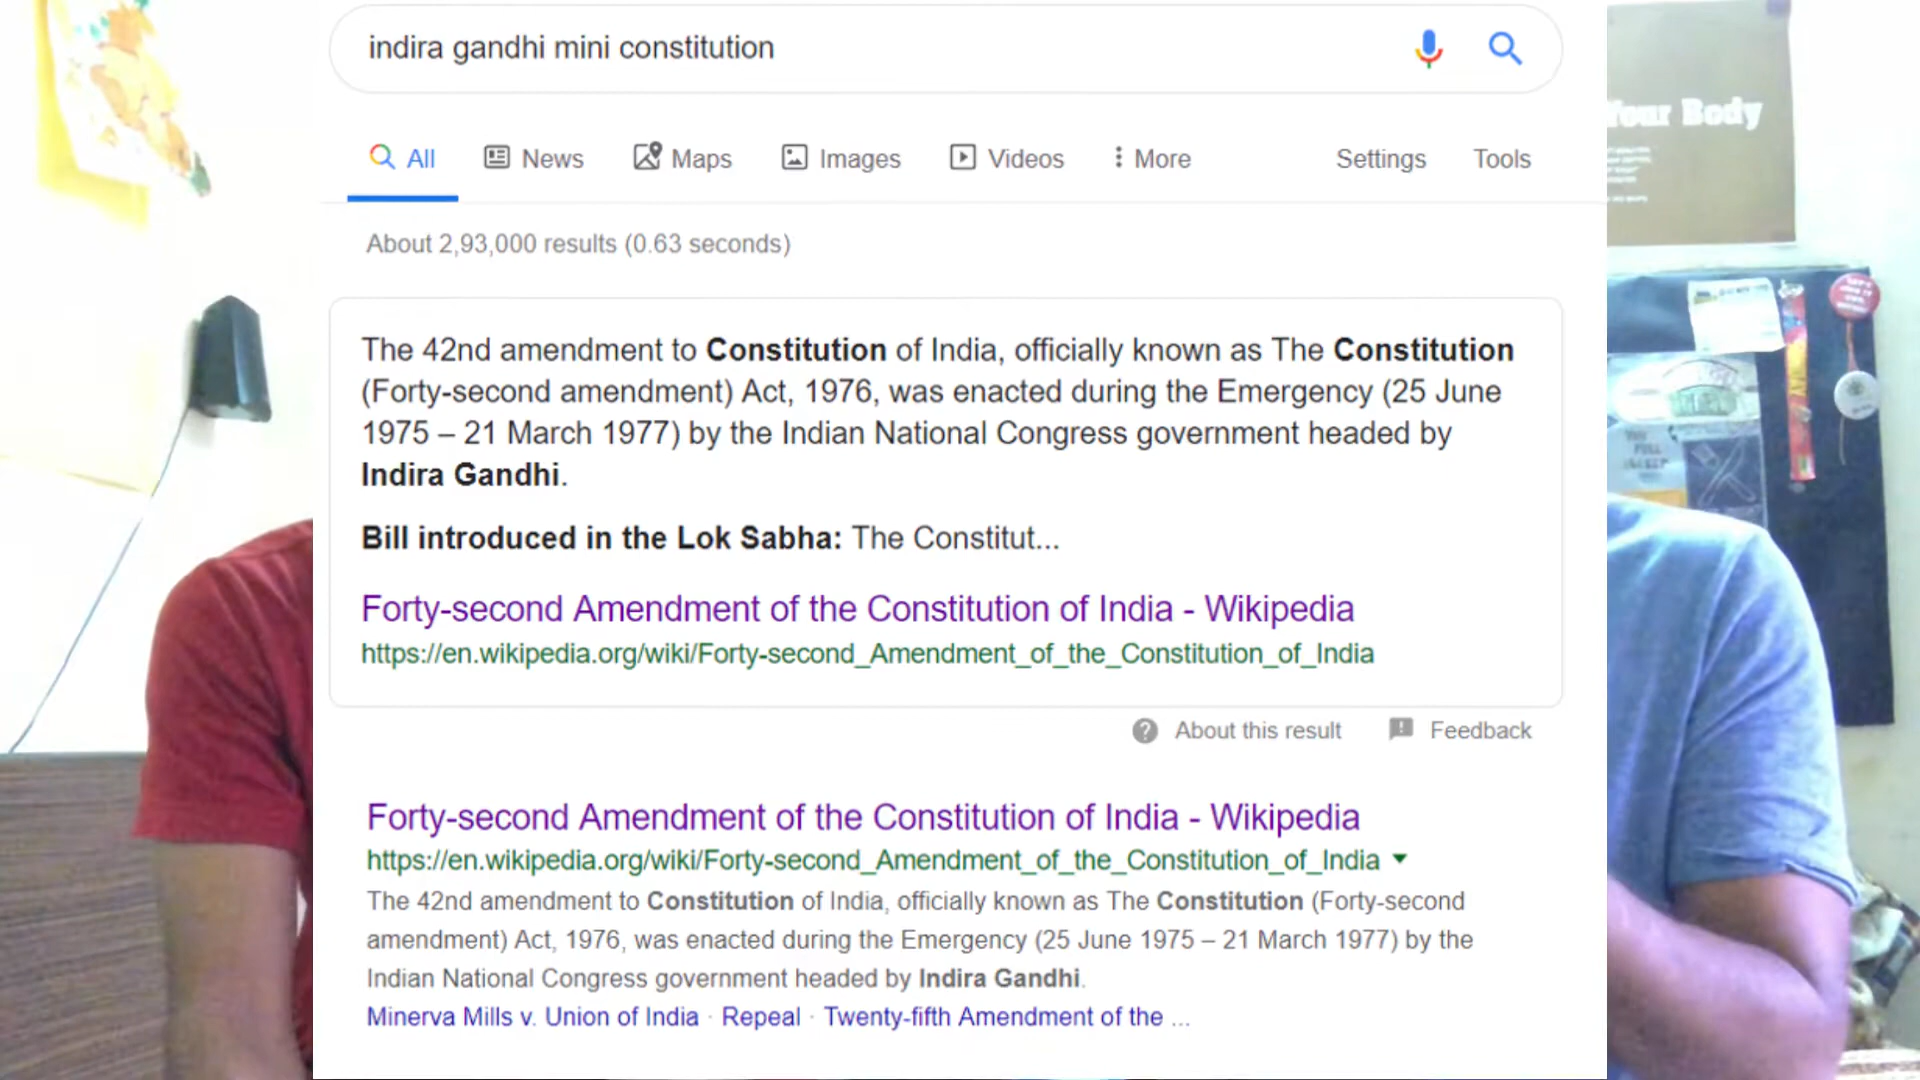 indira gandhi mini constitution
All News Maps Images Videos More Settings Tools
About 2,93,000 results (0.63 seconds)
The 42nd amendment to Constitution of India, officially known as The Constitution
(Forty-second amendment) Act, 1976, was enacted during the Emergency (25 June
1975 – 21 March 1977) by the Indian National Congress government headed by
Indira Gandhi.
Bill introduced in the Lok Sabha: The Constitut...
Forty-second Amendment of the Constitution of India - Wikipedia
https://en.wikipedia.org/wiki/Forty-second_Amendment_of_the_Constitution_of_India
About this result Feedback
Forty-second Amendment of the Constitution of India - Wikipedia
https://en.wikipedia.org/wiki/Forty-second_Amendment_of_the_Constitution_of_India
The 42nd amendment to Constitution of India, officially known as The Constitution (Forty-second
amendment) Act, 1976, was enacted during the Emergency (25 June 1975 – 21 March 1977) by the
Indian National Congress government headed by Indira Gandhi.
Minerva Mills v. Union of India · Repeal · Twenty-fifth Amendment of the ...
Your Body